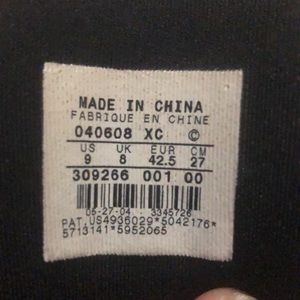 MADE IN CHINA
FABRIQUE EN CHINE
040608 XC ©
US UK EUR CM
9 8 42.5 27
309266 001 00
05-27-04 3345726
PAT.US4936029*5042176*
5713141*5952065